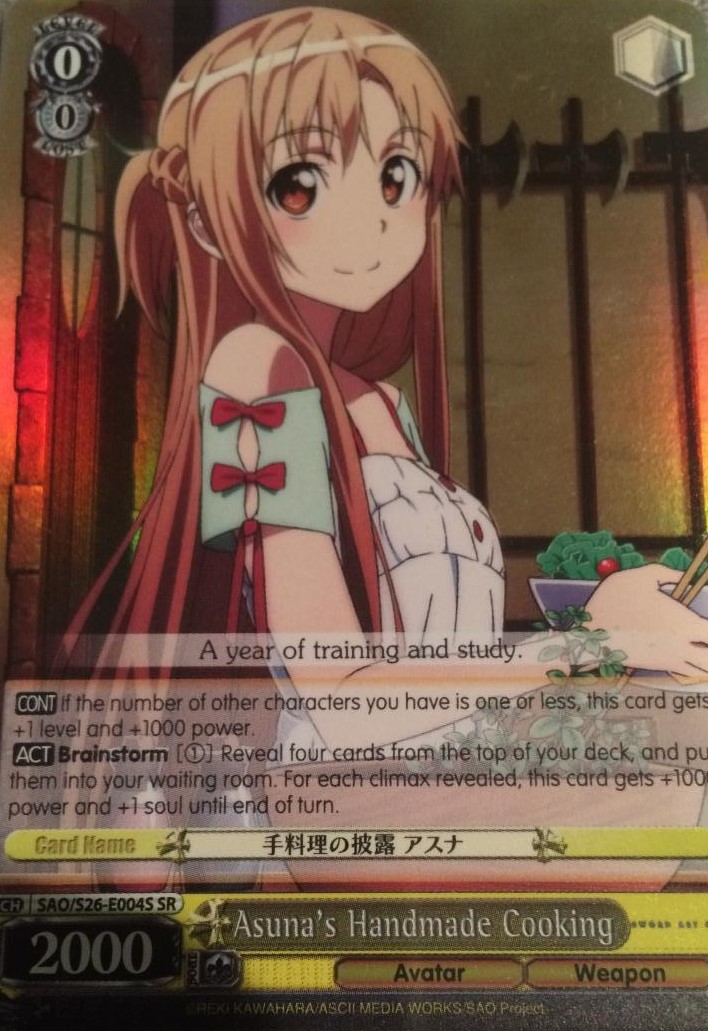 LEVEL
0
0
COST
A year of training and study.
CONT If the number of other characters you have is one or less, this card gets
+1 level and +1000 power.
ACT Brainstorm [①] Reveal four cards from the top of your deck, and pu
them into your waiting room. For each climax revealed, this card gets +100
power and +1 soul until end of turn.
Card Name 手料理の披露 アスナ
CH SAO/S26-E004S SR
2000
Asuna's Handmade Cooking
Avatar Weapon
©REKI KAWAHARA/ASCII MEDIA WORKS/SAO Project